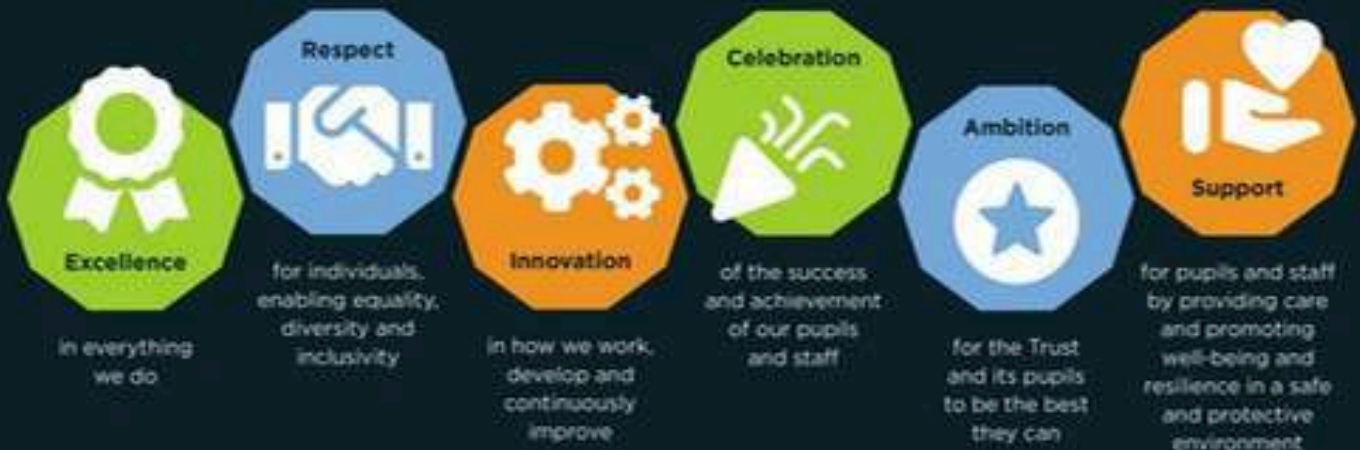 Excellence
in everything
we do
Respect
for individuals,
enabling equality,
diversity and
inclusivity
Innovation
in how we work,
develop and
continuously
improve
Celebration
of the success
and achievement
of our pupils
and staff
Ambition
for the Trust
and its pupils
to be the best
they can
Support
for pupils and staff
by providing care
and promoting
well-being and
resilience in a safe
and protective
environment